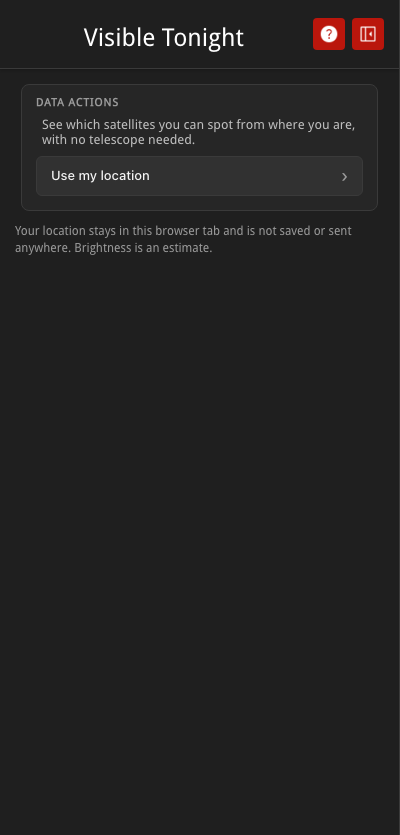 Visible Tonight
DATA ACTIONS
See which satellites you can spot from where you are,
with no telescope needed.
Use my location
Your location stays in this browser tab and is not saved or sent
anywhere. Brightness is an estimate.